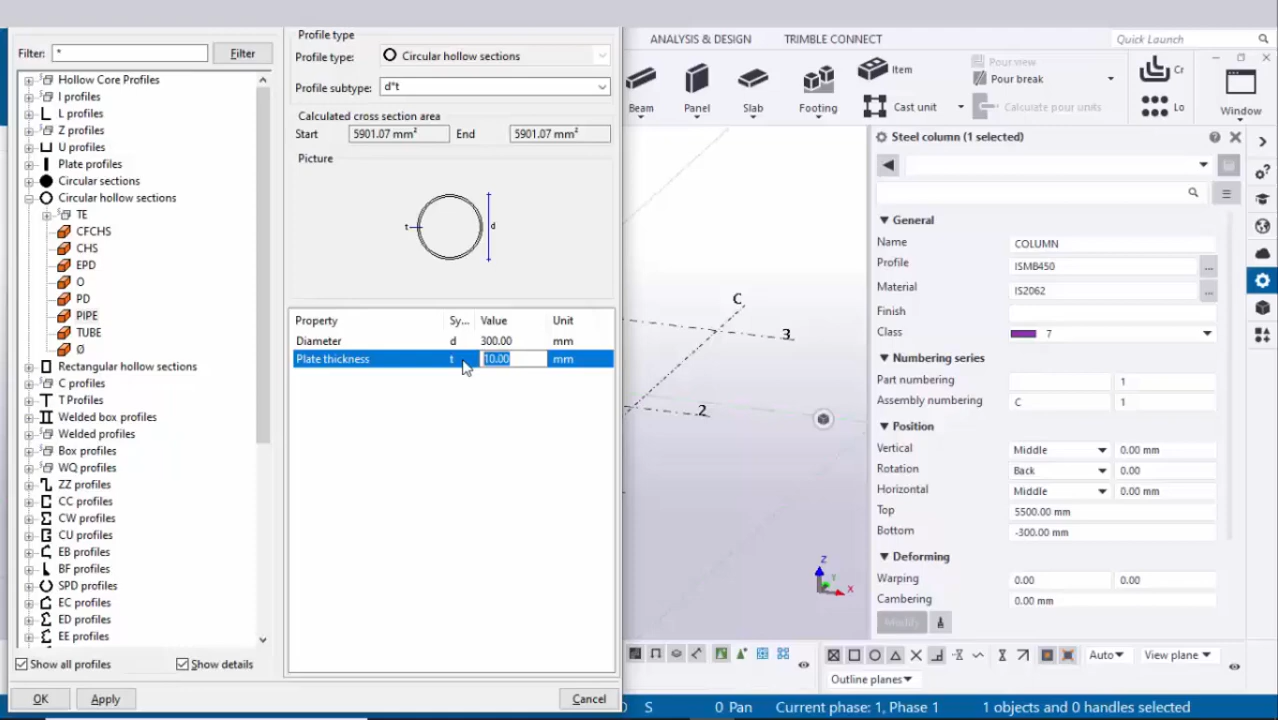 Filter: * Filter
Hollow Core Profiles
I profiles
L profiles
Z profiles
U profiles
Plate profiles
Circular sections
Circular hollow sections
TE
CFCHS
CHS
EPD
O
PD
PIPE
TUBE
Ø
Rectangular hollow sections
C profiles
T Profiles
Welded box profiles
Welded profiles
Box profiles
WQ profiles
ZZ profiles
CC profiles
CW profiles
CU profiles
EB profiles
BF profiles
SPD profiles
EC profiles
ED profiles
EE profiles
Show all profiles Show details
OK Apply Cancel
Profile type
Profile type: Circular hollow sections
Profile subtype: d*t
Calculated cross section area
Start 5901.07 mm² End 5901.07 mm²
Picture
t d
Property Sy... Value Unit
Diameter d 300.00 mm
Plate thickness t 10.00 mm
ANALYSIS & DESIGN TRIMBLE CONNECT Quick Launch
Beam Panel Slab Footing
Item
Cast unit
Pour view
Pour break
Calculate pour units
Cr
Lo
Window
C
3
2
Z
Y
X
Steel column (1 selected)
General
Name COLUMN
Profile ISMB450 ...
Material IS2062 ...
Finish
Class 7
Numbering series
Part numbering 1
Assembly numbering C 1
Position
Vertical Middle 0.00 mm
Rotation Back 0.00
Horizontal Middle 0.00 mm
Top 5500.00 mm
Bottom -300.00 mm
Deforming
Warping 0.00 0.00
Cambering 0.00 mm
Modify
Auto View plane
Outline planes
S 0 Pan Current phase: 1, Phase 1 1 objects and 0 handles selected